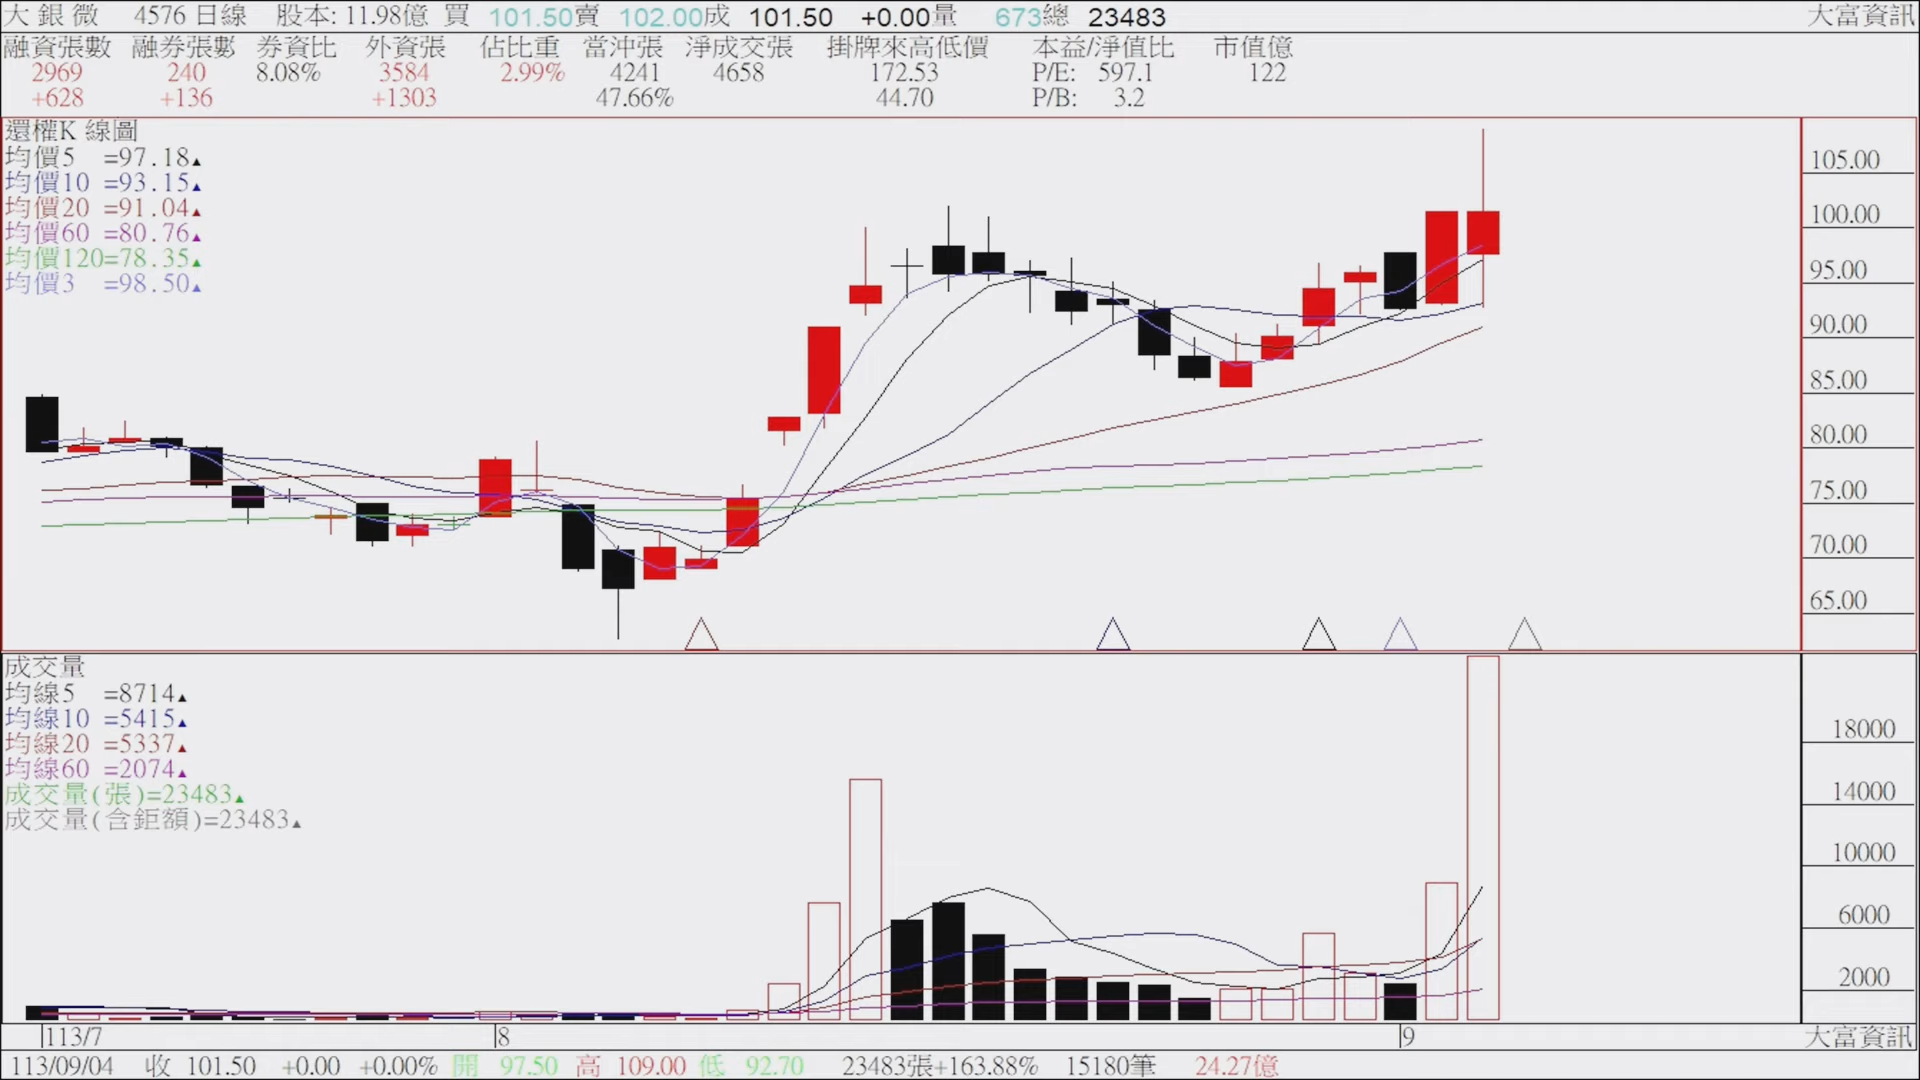 大銀微 4576 日線 股本: 11.98億 買 101.50賣 102.00成 101.50 +0.00量 673總 23483 大富資訊
融資張數 融券張數 券資比 外資張 佔比重 當沖張 淨成交張 掛牌來高低價 本益/淨值比 市值億
2969 240 8.08% 3584 2.99% 4241 4658 172.53 P/E: 597.1 122
+628 +136 +1303 47.66% 44.70 P/B: 3.2
還權K 線圖
均價5 =97.18▲
均價10 =93.15▲
均價20 =91.04▲
均價60 =80.76▲
均價120=78.35▲
均價3 =98.50▲
105.00
100.00
95.00
90.00
85.00
80.00
75.00
70.00
65.00
成交量
均線5 =8714▲
均線10 =5415▲
均線20 =5337▲
均線60 =2074▲
成交量(張)=23483▲
成交量(含鉅額)=23483▲
18000
14000
10000
6000
2000
113/7 8 9 大富資訊
113/09/04 收 101.50 +0.00 +0.00% 開 97.50 高 109.00 低 92.70 23483張+163.88% 15180筆 24.27億